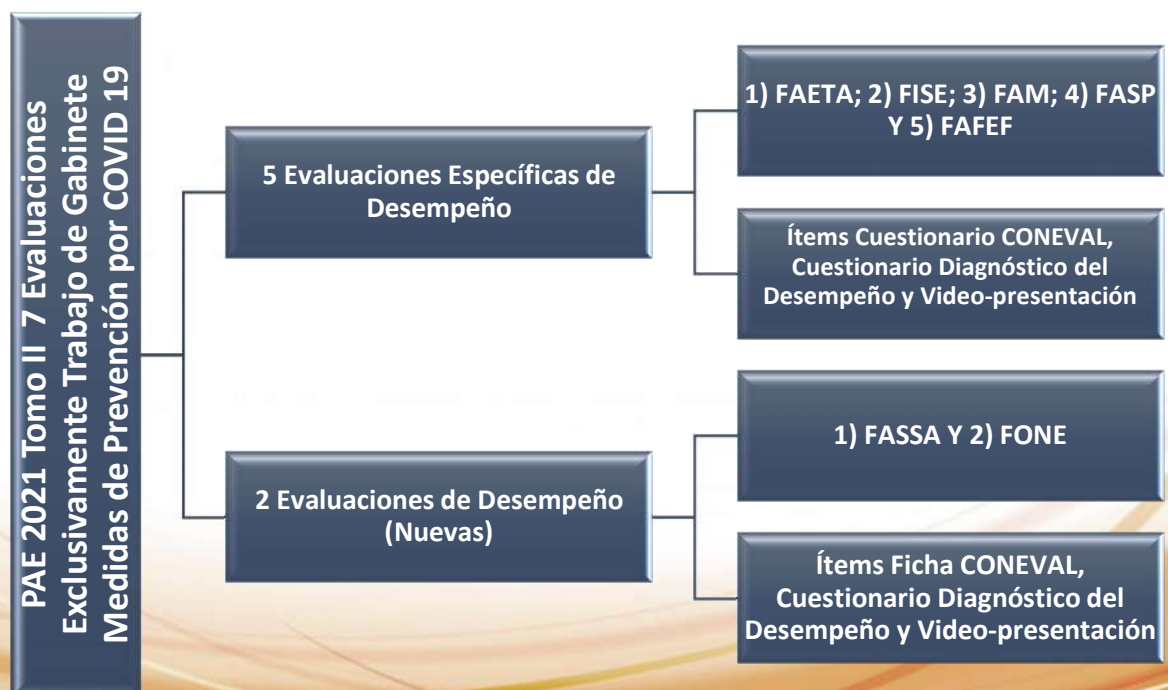 PAE 2021 Tomo II 7 Evaluaciones
Exclusivamente Trabajo de Gabinete
Medidas de Prevención por COVID 19
5 Evaluaciones Específicas de
Desempeño
1) FAETA; 2) FISE; 3) FAM; 4) FASP
Y 5) FAFEF
Ítems Cuestionario CONEVAL,
Cuestionario Diagnóstico del
Desempeño y Video-presentación
2 Evaluaciones de Desempeño
(Nuevas)
1) FASSA Y 2) FONE
Ítems Ficha CONEVAL,
Cuestionario Diagnóstico del
Desempeño y Video-presentación